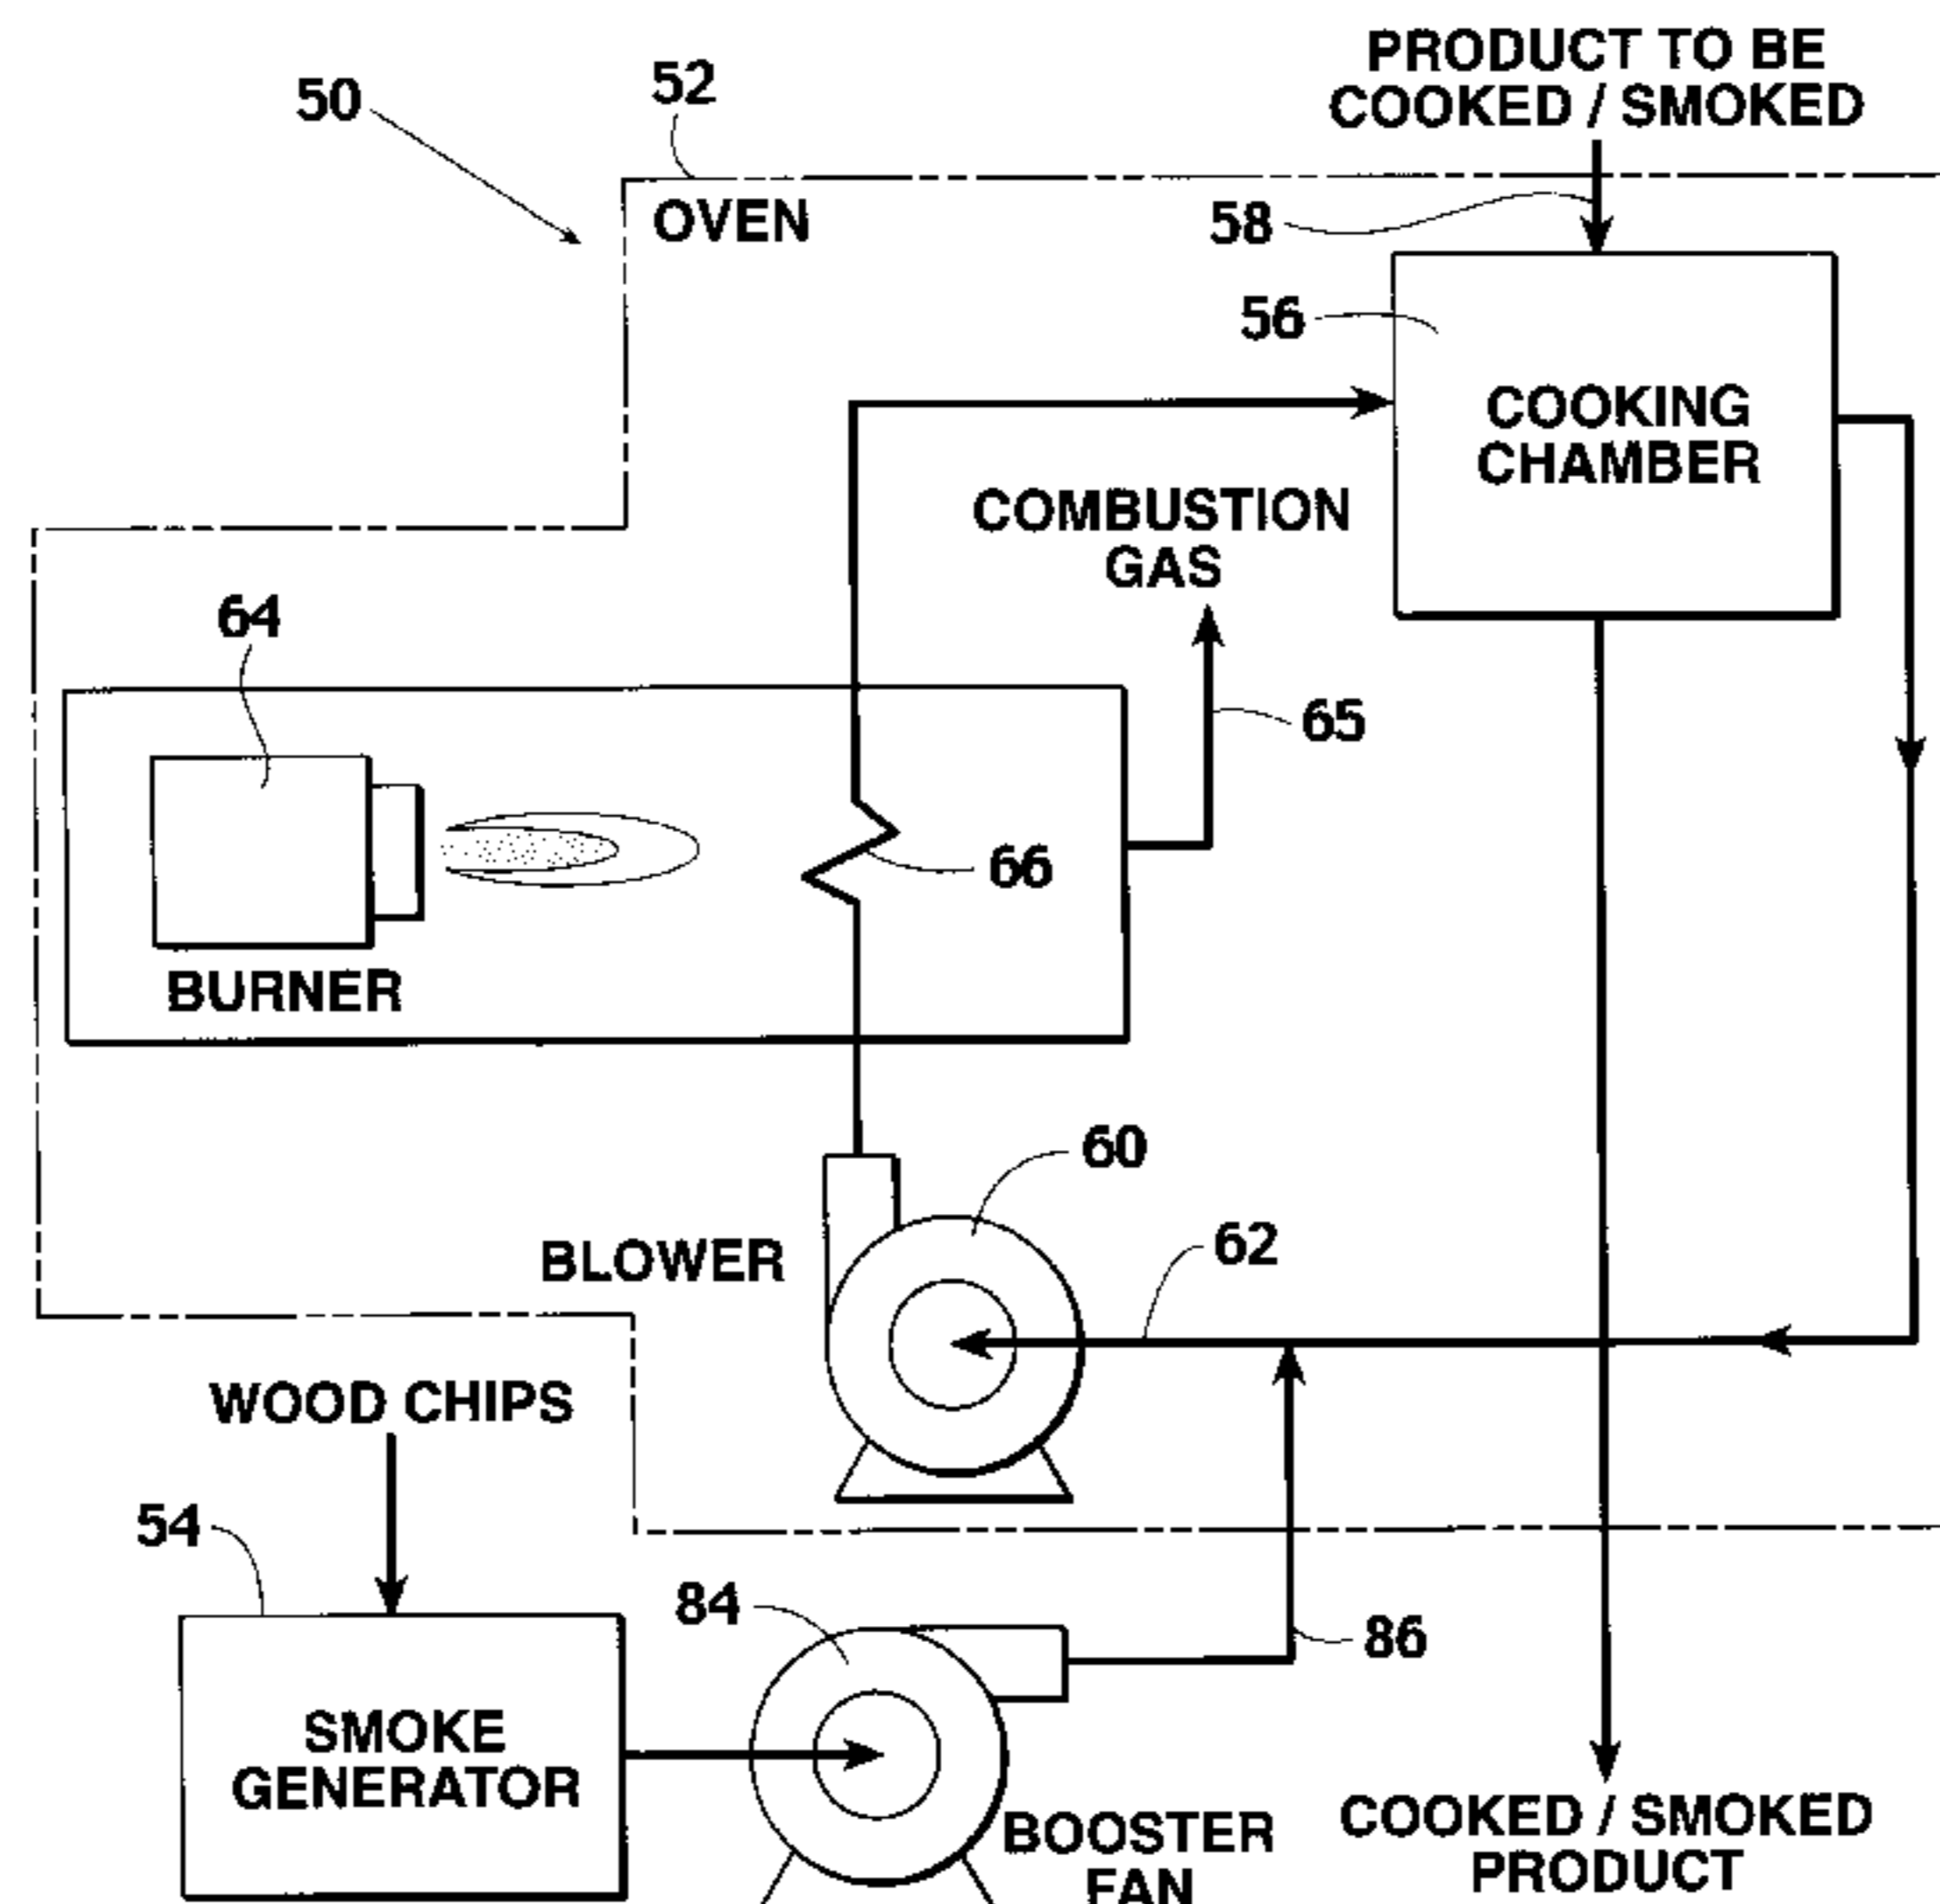 50
52
PRODUCT TO BE
COOKED / SMOKED
OVEN
58
56
COOKING
CHAMBER
COMBUSTION
GAS
64
65
66
BURNER
60
BLOWER
62
WOOD CHIPS
54
84
86
SMOKE
GENERATOR
BOOSTER
FAN
COOKED / SMOKED
PRODUCT